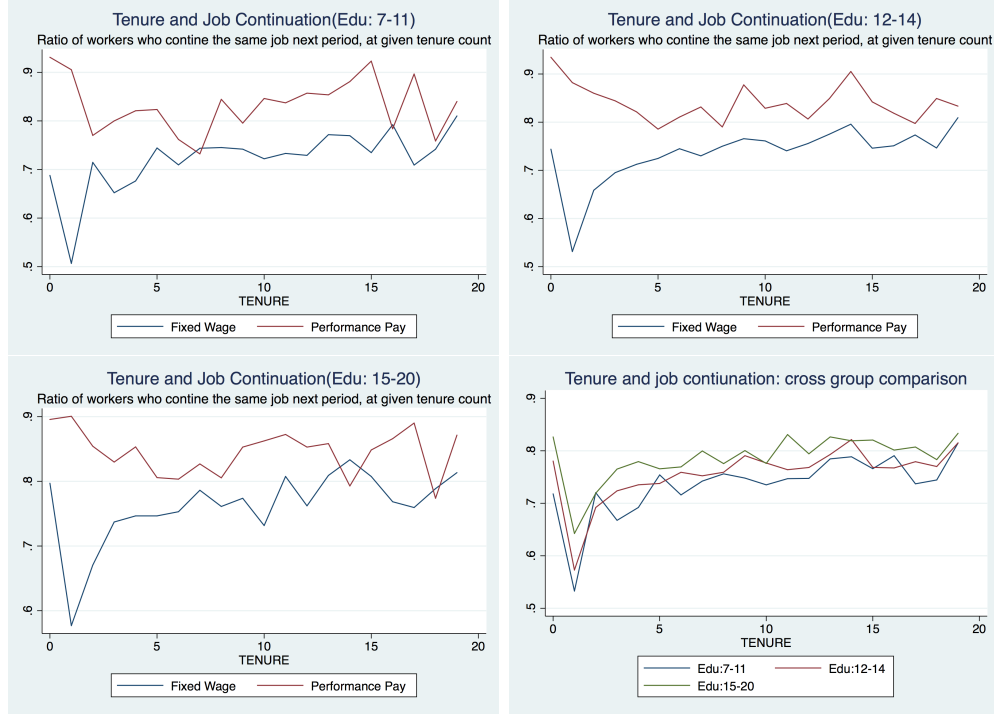 Tenure and Job Continuation(Edu: 7-11)
Ratio of workers who contine the same job next period, at given tenure count
.9
.8
.7
.6
.5
0 5 10 15 20
TENURE
Fixed Wage Performance Pay
Tenure and Job Continuation(Edu: 12-14)
Ratio of workers who contine the same job next period, at given tenure count
.9
.8
.7
.6
.5
0 5 10 15 20
TENURE
Fixed Wage Performance Pay
Tenure and Job Continuation(Edu: 15-20)
Ratio of workers who contine the same job next period, at given tenure count
.9
.8
.7
.6
0 5 10 15 20
TENURE
Fixed Wage Performance Pay
Tenure and job contiunation: cross group comparison
.9
.8
.7
.6
.5
0 5 10 15 20
TENURE
Edu:7-11 Edu:12-14
Edu:15-20